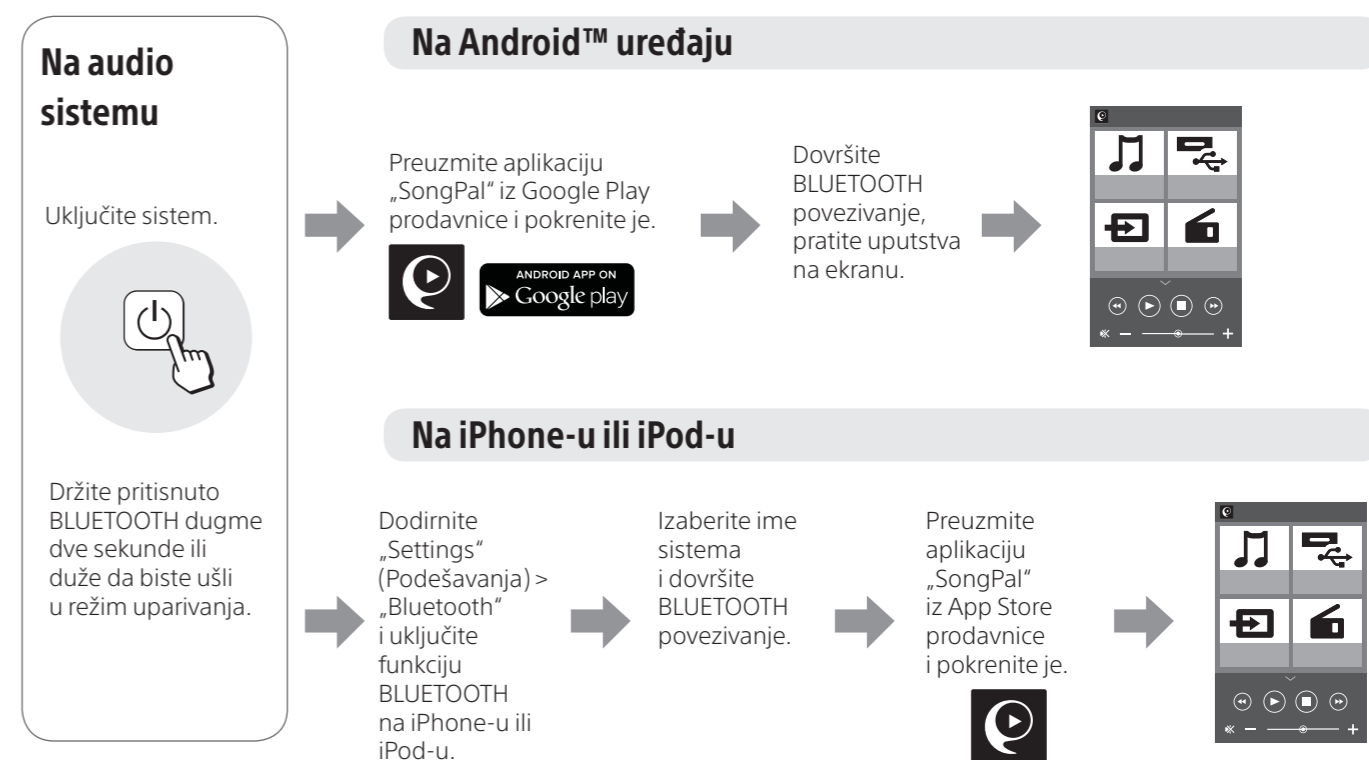 Na audio
sistemu
Uključite sistem.
Držite pritisnuto
BLUETOOTH dugme
dve sekunde ili
duže da biste ušli
u režim uparivanja.
Na Android™ uređaju
Preuzmite aplikaciju
„SongPal“ iz Google Play
prodavnice i pokrenite je.
ANDROID APP ON
Google play
Dovršite
BLUETOOTH
povezivanje,
pratite uputstva
na ekranu.
Na iPhone-u ili iPod-u
Dodirnite
„Settings“
(Podešavanja) >
„Bluetooth“
i uključite
funkciju
BLUETOOTH
na iPhone-u ili
iPod-u.
Izaberite ime
sistema
i dovršite
BLUETOOTH
povezivanje.
Preuzmite
aplikaciju
„SongPal“
iz App Store
prodavnice
i pokrenite je.